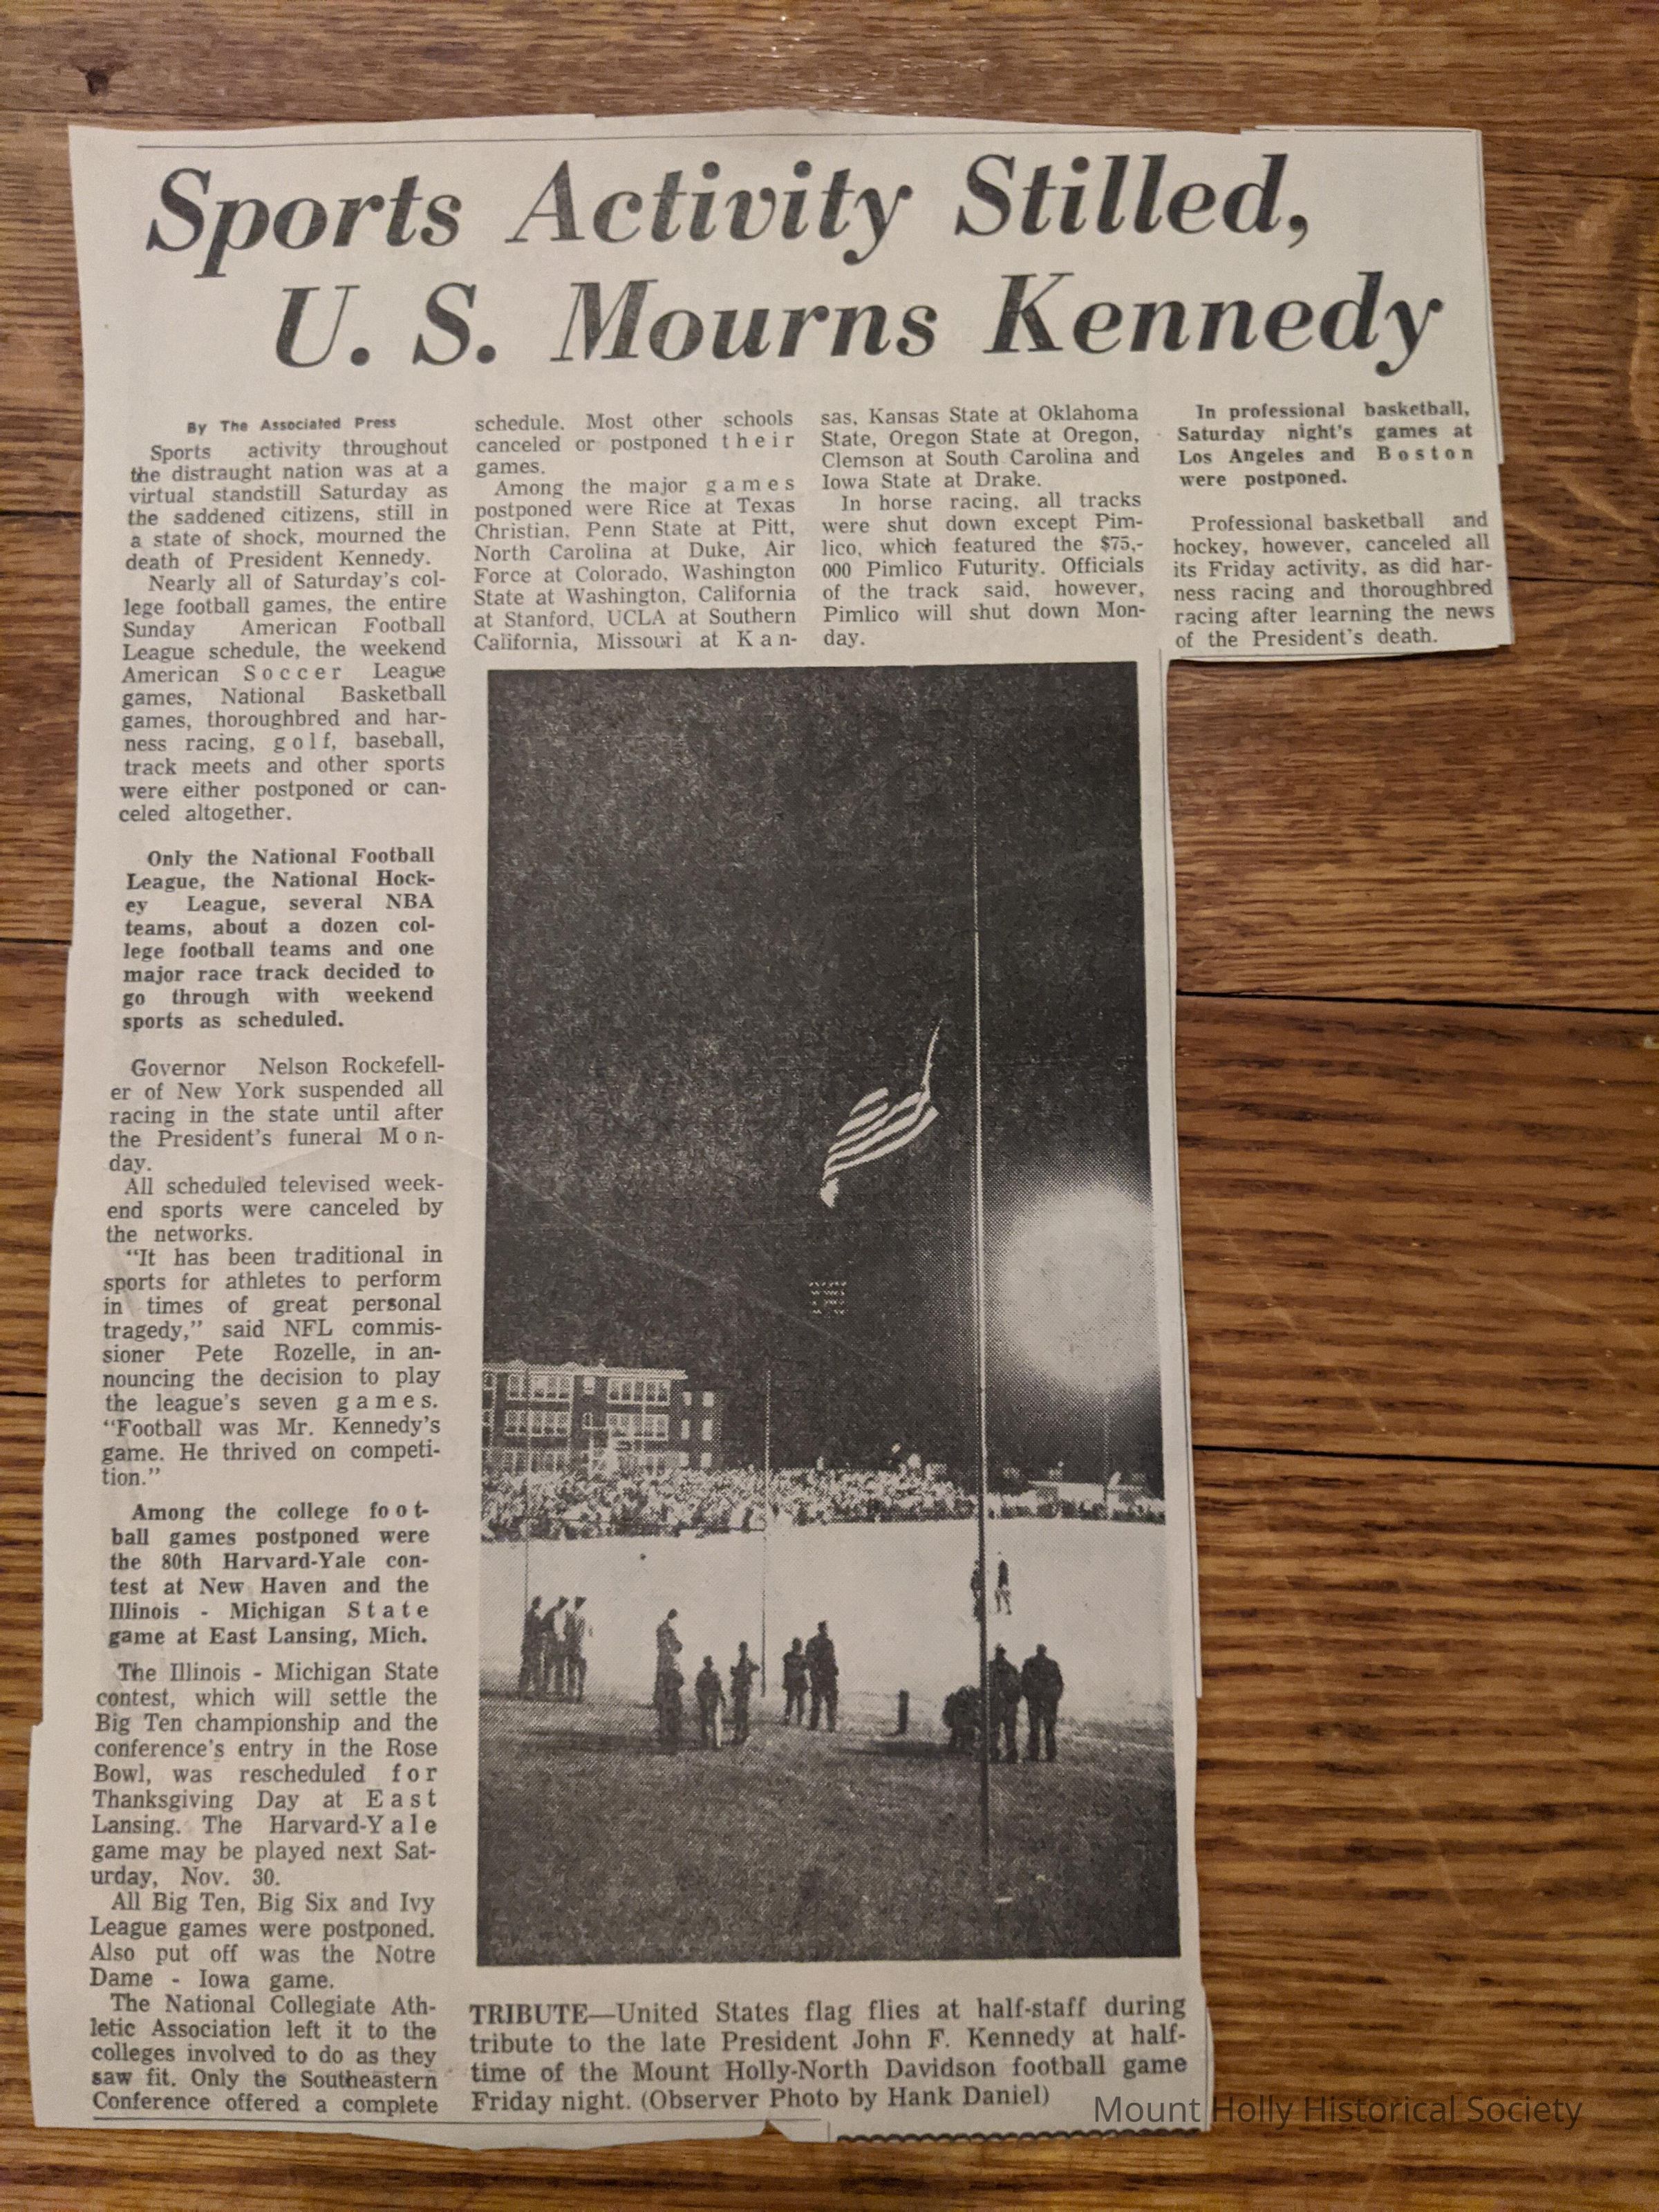 Sports Activity Stilled,
U. S. Mourns Kennedy
By The Associated Press
Sports activity throughout
the distraught nation was at a
virtual standstill Saturday as
the saddened citizens, still in
a state of shock, mourned the
death of President Kennedy.
Nearly all of Saturday's col-
lege football games, the entire
Sunday American Football
League schedule, the weekend
American Soccer League
games, National Basketball
games, thoroughbred and har-
ness racing, golf, baseball,
track meets and other sports
were either postponed or can-
celed altogether.
Only the National Football
League, the National Hock-
ey League, several NBA
teams, about a dozen col-
lege football teams and one
major race track decided to
go through with weekend
sports as scheduled.
Governor Nelson Rockefell-
er of New York suspended all
racing in the state until after
the President's funeral Mon-
day.
All scheduled televised week-
end sports were canceled by
the networks.
"It has been traditional in
sports for athletes to perform
in times of great personal
tragedy," said NFL commis-
sioner Pete Rozelle, in an-
nouncing the decision to play
the league's seven games.
"Football was Mr. Kennedy's
game. He thrived on competi-
tion."
Among the college foot-
ball games postponed were
the 80th Harvard-Yale con-
test at New Haven and the
Illinois - Michigan State
game at East Lansing, Mich.
The Illinois - Michigan State
contest, which will settle the
Big Ten championship and the
conference's entry in the Rose
Bowl, was rescheduled for
Thanksgiving Day at East
Lansing. The Harvard-Yale
game may be played next Sat-
urday, Nov. 30.
All Big Ten, Big Six and Ivy
League games were postponed.
Also put off was the Notre
Dame - Iowa game.
The National Collegiate Ath-
letic Association left it to the
colleges involved to do as they
saw fit. Only the Southeastern
Conference offered a complete
schedule. Most other schools
canceled or postponed their
games.
Among the major games
postponed were Rice at Texas
Christian, Penn State at Pitt,
North Carolina at Duke, Air
Force at Colorado, Washington
State at Washington, California
at Stanford, UCLA at Southern
California, Missouri at Kan-
sas, Kansas State at Oklahoma
State, Oregon State at Oregon,
Clemson at South Carolina and
Iowa State at Drake.
In horse racing, all tracks
were shut down except Pim-
lico, which featured the $75,-
000 Pimlico Futurity. Officials
of the track said, however,
Pimlico will shut down Mon-
day.
In professional basketball,
Saturday night's games at
Los Angeles and Boston
were postponed.
Professional basketball and
hockey, however, canceled all
its Friday activity, as did har-
ness racing and thoroughbred
racing after learning the news
of the President's death.
TRIBUTE—United States flag flies at half-staff during
tribute to the late President John F. Kennedy at half-
time of the Mount Holly-North Davidson football game
Friday night. (Observer Photo by Hank Daniel)
Mount Holly Historical Society